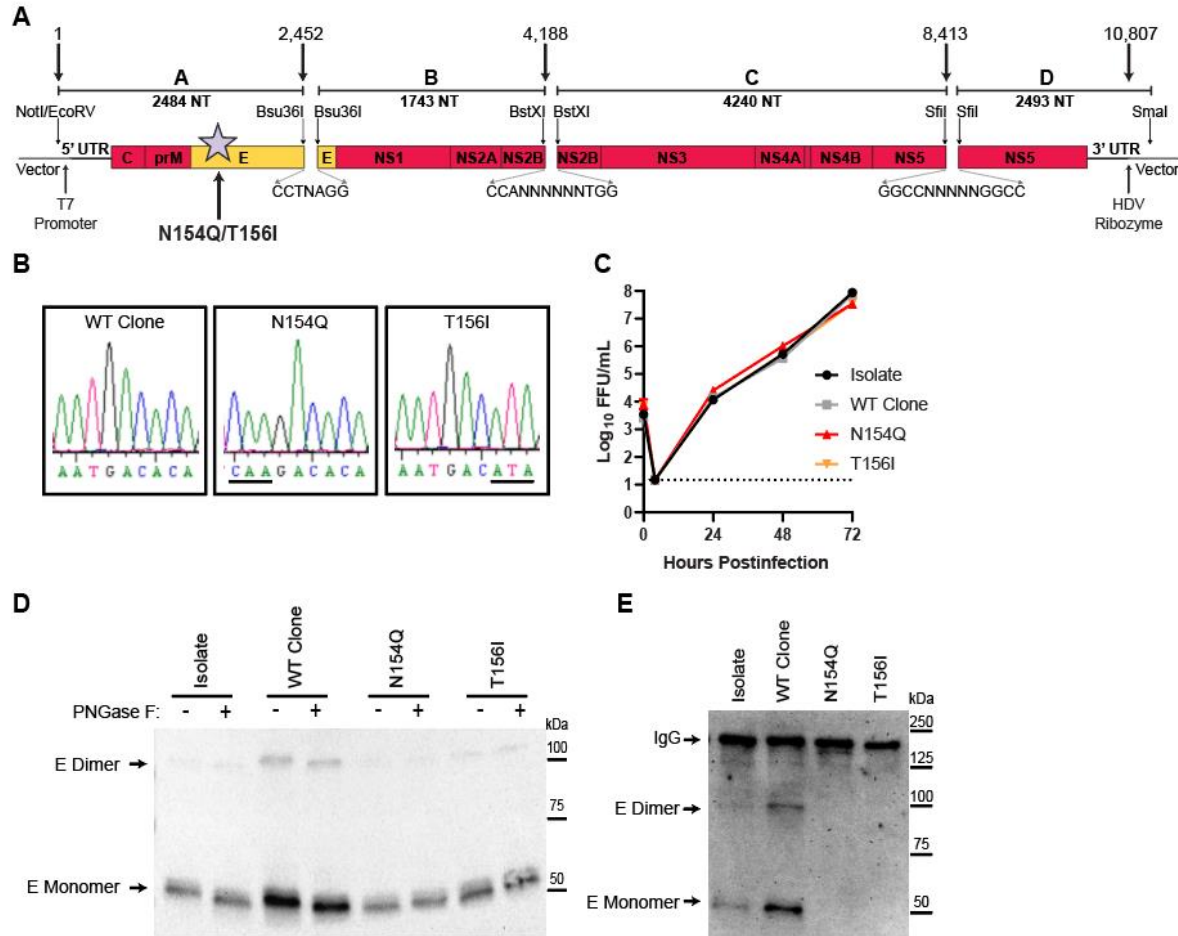 A
1
2,452
4,188
8,413
10,807
A
B
C
D
2484 NT
1743 NT
4240 NT
2493 NT
NotI/EcoRV
Bsu36I
Bsu36I
BstXI
BstXI
SfiI
SfiI
SmaI
5' UTR
C
prM
E
E
NS1
NS2A
NS2B
NS2B
NS3
NS4A
NS4B
NS5
NS5
3' UTR
Vector
Vector
CCTNAGG
CCANNNNNNTGG
GGCCNNNNNGGCC
T7
Promoter
HDV
Ribozyme
N154Q/T156I
B
WT Clone
N154Q
T156I
AATGACACA
CAAGACACA
AATGACATA
C
8
7
6
5
4
3
2
1
0
Log10 FFU/mL
0
24
48
72
Hours Postinfection
Isolate
WT Clone
N154Q
T156I
D
Isolate
WT Clone
N154Q
T156I
PNGase F:
- + - + - + - +
kDa
E Dimer
100
75
E Monomer
50
E
Isolate
WT Clone
N154Q
T156I
kDa
IgG
250
125
E Dimer
100
75
E Monomer
50